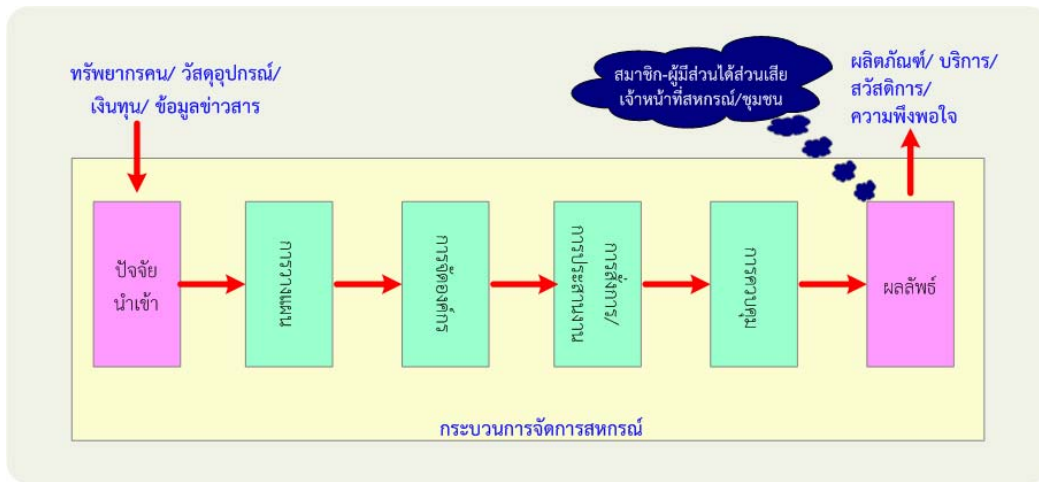 ทรัพยากรคน/ วัสดุอุปกรณ์/
เงินทุน/ ข้อมูลข่าวสาร
สมาชิก-ผู้มีส่วนได้ส่วนเสีย
เจ้าหน้าที่สหกรณ์/ชุมชน
ผลิตภัณฑ์/ บริการ/
สวัสดิการ/
ความพึงพอใจ
ปัจจัย
นำเข้า
การวางแผน
การจัดองค์กร
การสั่งการ/
การประสานงาน
การควบคุม
ผลลัพธ์
กระบวนการจัดการสหกรณ์